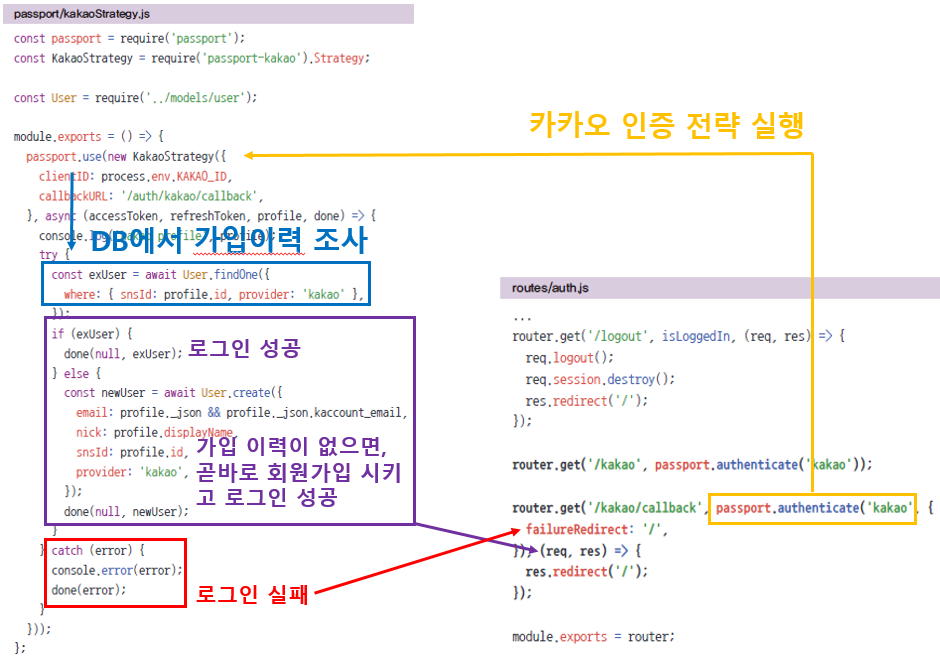 passport/kakaoStrategy.js
const passport = require('passport');
const KakaoStrategy = require('passport-kakao').Strategy;
const User = require('../models/user');
module.exports = () => {
passport.use(new KakaoStrategy({
clientID: process.env.KAKAO_ID,
callbackURL: '/auth/kakao/callback',
}, async (accessToken, refreshToken, profile, done) => {
console.log('kakao profile', profile);
DB에서 가입이력 조사
try {
const exUser = await User.findOne({
where: { snsId: profile.id, provider: 'kakao' },
});
if (exUser) {
done(null, exUser); 로그인 성공
} else {
const newUser = await User.create({
email: profile._json && profile._json.kaccount_email,
nick: profile.displayName,
snsId: profile.id,
provider: 'kakao',
});
done(null, newUser);
가입 이력이 없으면,
곧바로 회원가입 시키
고 로그인 성공
}
} catch (error) {
console.error(error);
done(error);
로그인 실패
}
}));
};
카카오 인증 전략 실행
routes/auth.js
...
router.get('/logout', isLoggedIn, (req, res) => {
req.logout();
req.session.destroy();
res.redirect('/');
});
router.get('/kakao', passport.authenticate('kakao'));
router.get('/kakao/callback', passport.authenticate('kakao', {
failureRedirect: '/',
}), (req, res) => {
res.redirect('/');
});
module.exports = router;